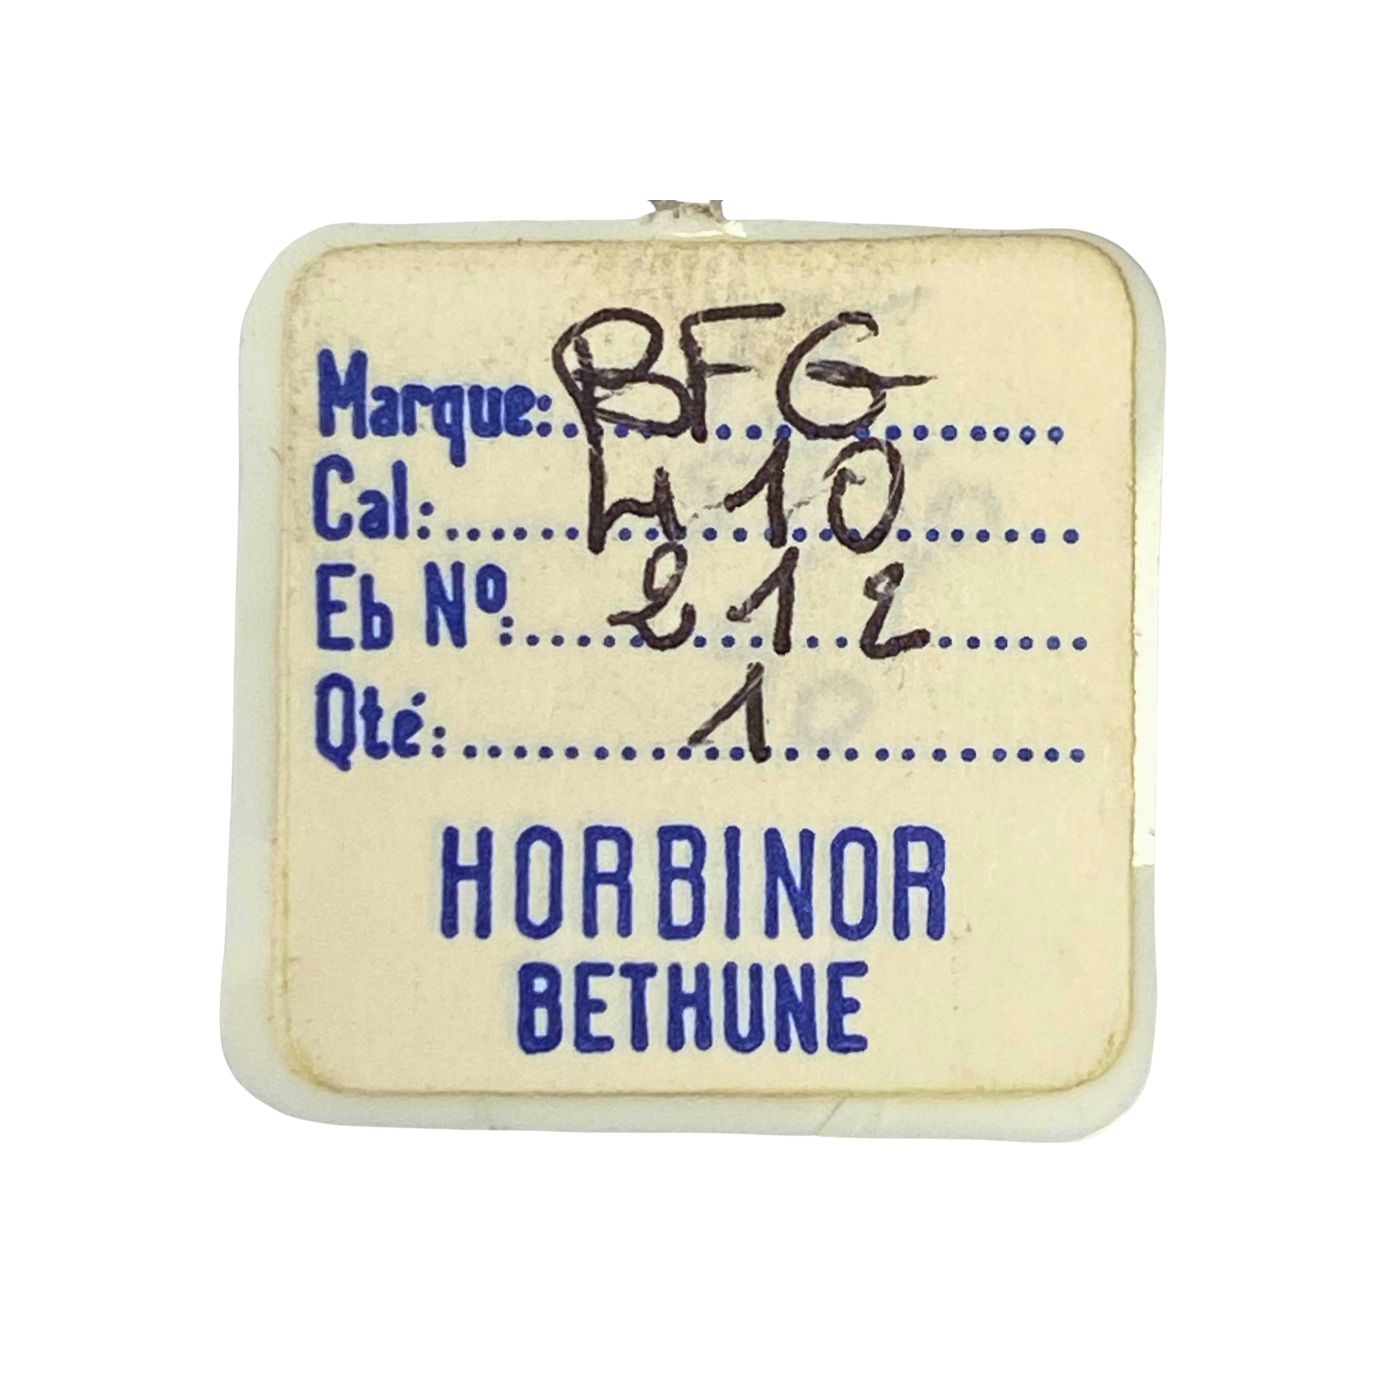 Marque: BFG
Cal: 410
Eb Nº: 212
Qté: 1
HORBINOR
BETHUNE